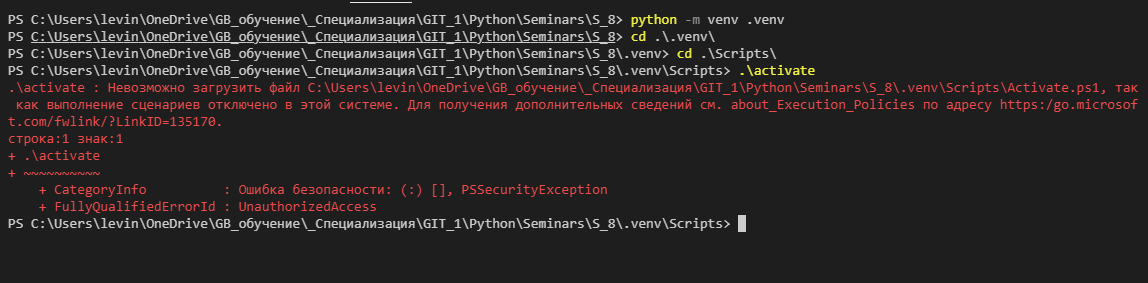 PS C:\Users\levin\OneDrive\GB_обучение\_Специализация\GIT_1\Python\Seminars\S_8> python -m venv .venv
PS C:\Users\levin\OneDrive\GB_обучение\_Специализация\GIT_1\Python\Seminars\S_8> cd .\.venv\
PS C:\Users\levin\OneDrive\GB_обучение\_Специализация\GIT_1\Python\Seminars\S_8\.venv> cd .\Scripts\
PS C:\Users\levin\OneDrive\GB_обучение\_Специализация\GIT_1\Python\Seminars\S_8\.venv\Scripts> .\activate
.\activate : Невозможно загрузить файл C:\Users\levin\OneDrive\GB_обучение\_Специализация\GIT_1\Python\Seminars\S_8\.venv\Scripts\Activate.ps1, так
как выполнение сценариев отключено в этой системе. Для получения дополнительных сведений см. about_Execution_Policies по адресу https:/go.microsof
t.com/fwlink/?LinkID=135170.
строка:1 знак:1
+ .\activate
+ ~~~~~~~~~~
+ CategoryInfo : Ошибка безопасности: (:) [], PSSecurityException
+ FullyQualifiedErrorId : UnauthorizedAccess
PS C:\Users\levin\OneDrive\GB_обучение\_Специализация\GIT_1\Python\Seminars\S_8\.venv\Scripts>